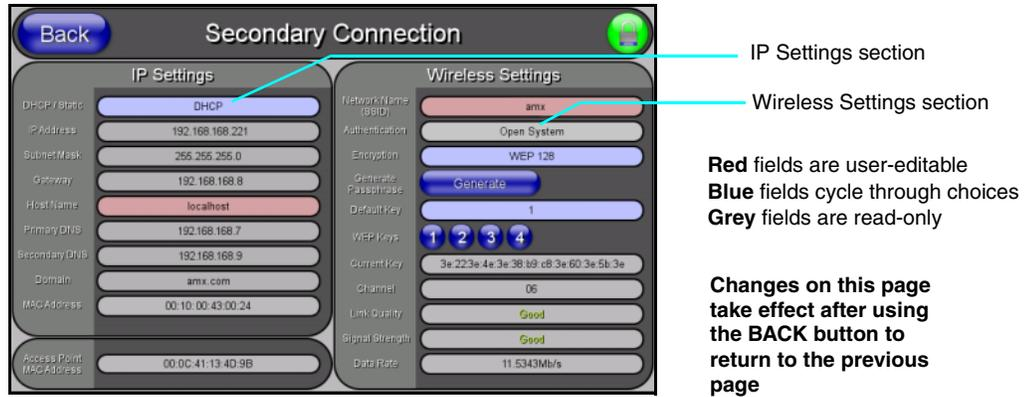 Back
Secondary Connection
IP Settings
DHCP / Static
DHCP
IP Address
192.168.168.221
Subnet Mask
255.255.255.0
Gateway
192.168.168.8
Host Name
localhost
Primary DNS
192.168.168.7
Secondary DNS
192.168.168.9
Domain
amx.com
MAC Address
00:10:00:43:00:24
Access Point
MAC Address
00:0C:41:13:4D:9B
Wireless Settings
Network Name
(SSID)
amx
Authentication
Open System
Encryption
WEP 128
Generate
Passphrase
Generate
Default Key
1
WEP Keys
1 2 3 4
Current Key
3e:22:3e:4e:3e:38:b9:c8:3e:60:3e:5b:3e
Channel
06
Link Quality
Good
Signal Strength
Good
Data Rate
11.5343Mb/s
IP Settings section
Wireless Settings section
Red fields are user-editable
Blue fields cycle through choices
Grey fields are read-only
Changes on this page
take effect after using
the BACK button to
return to the previous
page